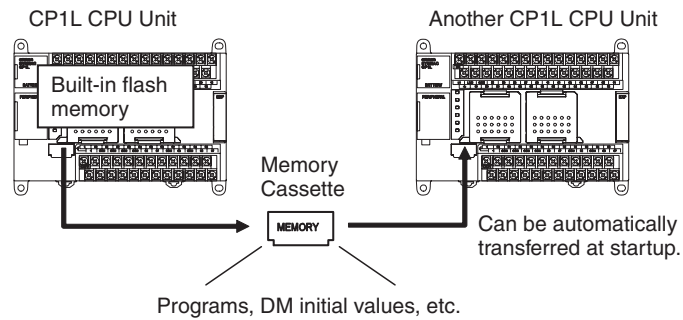 CP1L CPU Unit
Another CP1L CPU Unit
Built-in flash
memory
Memory
Cassette
MEMORY
Can be automatically
transferred at startup.
Programs, DM initial values, etc.